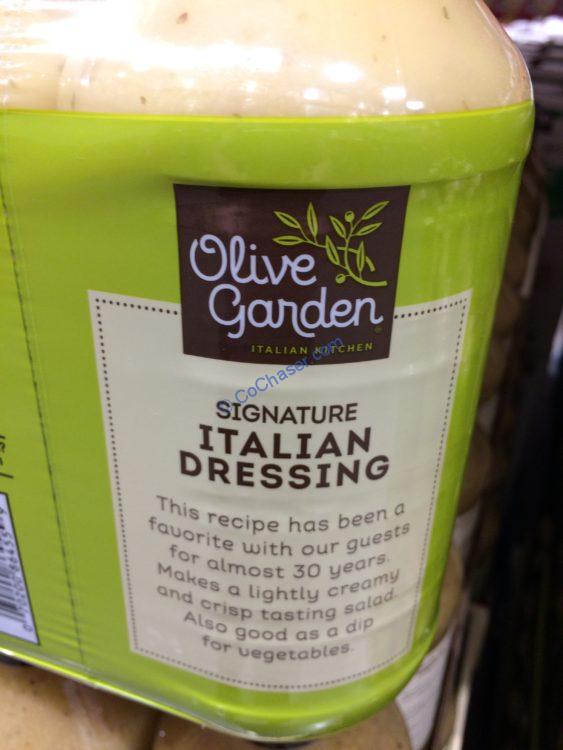 Olive
Garden
ITALIAN KITCHEN
© CoChaser.com
SIGNATURE
ITALIAN
DRESSING
This recipe has been a
favorite with our guests
for almost 30 years.
Makes a lightly creamy
and crisp tasting salad.
Also good as a dip
for vegetables.